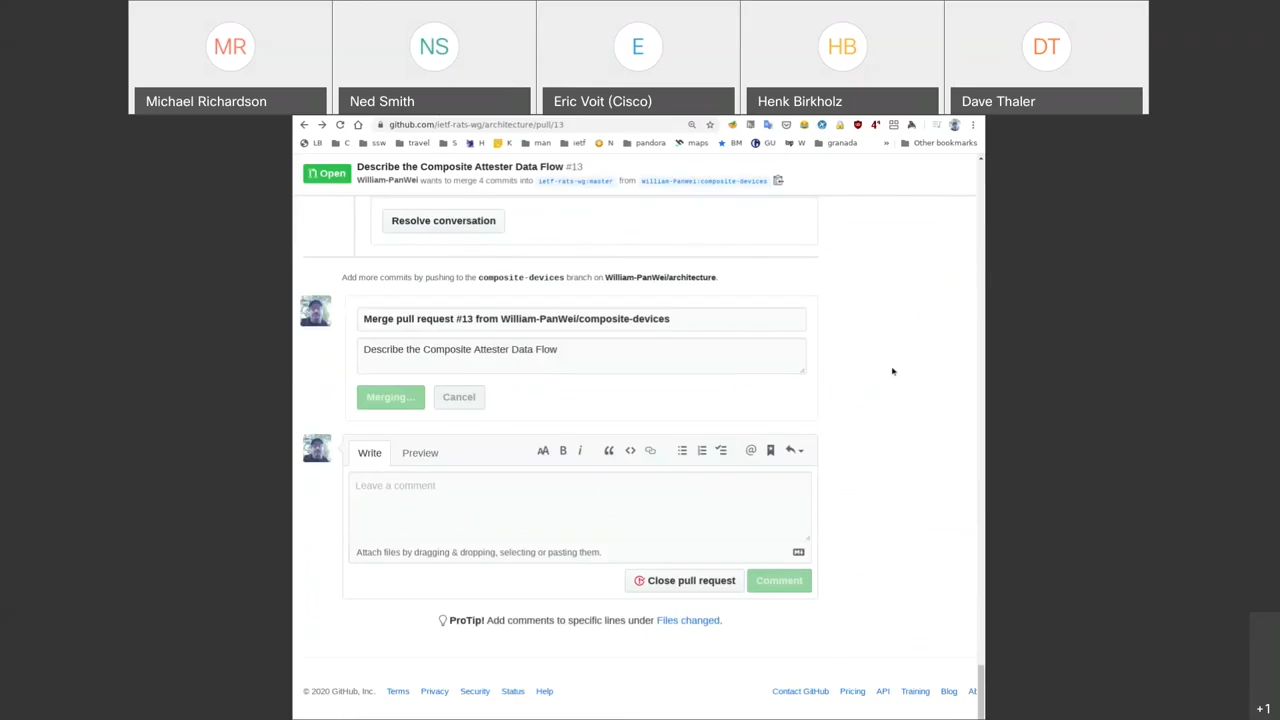 MR
NS
E
HB
DT
Michael Richardson
Ned Smith
Eric Voit (Cisco)
Henk Birkholz
Dave Thaler
github.com/ietf-rats-wg/architecture/pull/13
LB C ssw travel S H K man ietf N pandora maps BM GU W granada » Other bookmarks
Open
Describe the Composite Attester Data Flow #13
William-PanWei wants to merge 4 commits into ietf-rats-wg:master from William-PanWei:composite-devices
Resolve conversation
Add more commits by pushing to the composite-devices branch on William-PanWei/architecture.
Merge pull request #13 from William-PanWei/composite-devices
Describe the Composite Attester Data Flow
Merging... Cancel
Write Preview
Leave a comment
Attach files by dragging & dropping, selecting or pasting them.
Close pull request Comment
ProTip! Add comments to specific lines under Files changed.
© 2020 GitHub, Inc. Terms Privacy Security Status Help Contact GitHub Pricing API Training Blog Ab
+1